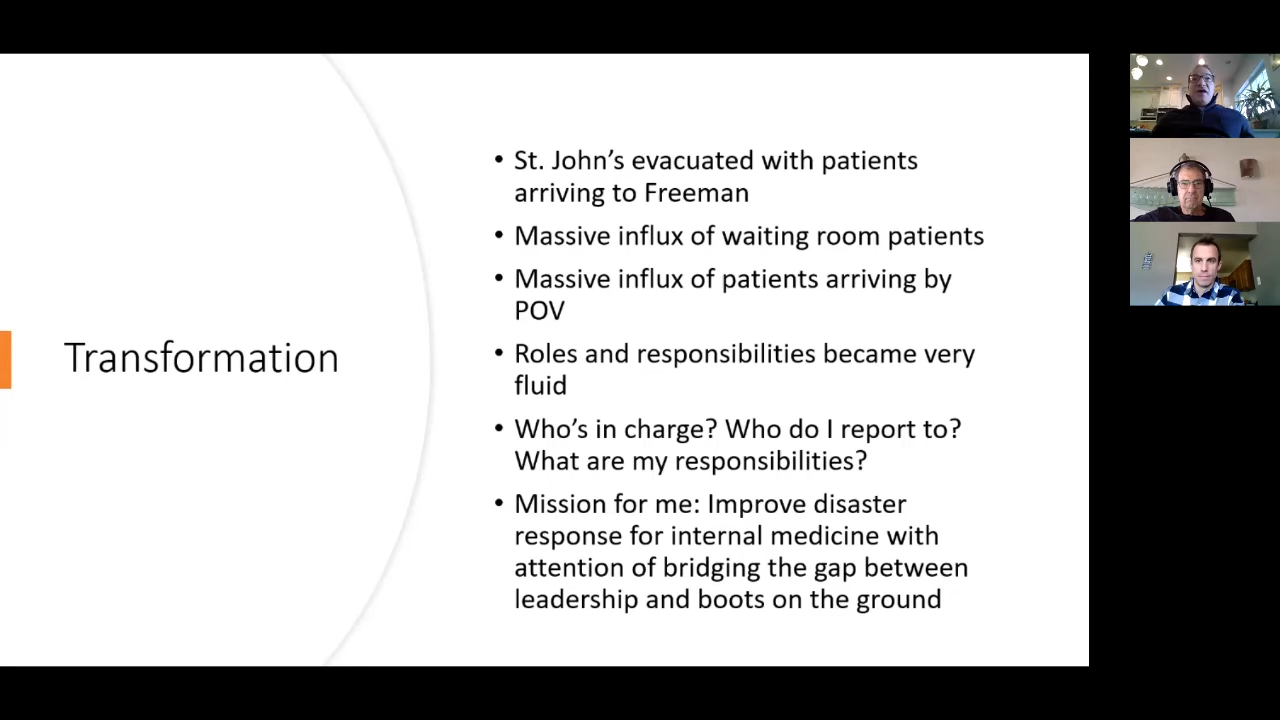 Transformation
• St. John’s evacuated with patients
arriving to Freeman
• Massive influx of waiting room patients
• Massive influx of patients arriving by
POV
• Roles and responsibilities became very
fluid
• Who’s in charge? Who do I report to?
What are my responsibilities?
• Mission for me: Improve disaster
response for internal medicine with
attention of bridging the gap between
leadership and boots on the ground